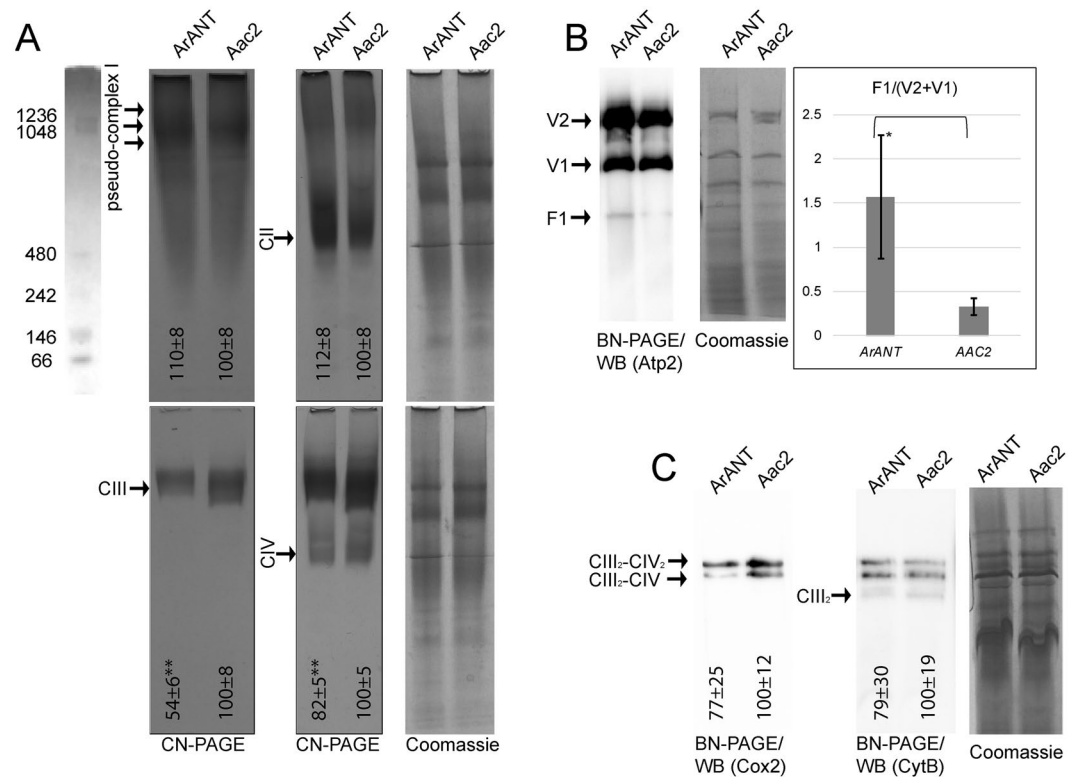 A
ArANT
Aac2
ArANT
Aac2
ArANT
Aac2
1236
1048
480
242
146
66
pseudo-complex I
CII
110±8
100±8
112±8
100±8
CIII
CIV
54±6**
100±8
82±5**
100±5
CN-PAGE
CN-PAGE
Coomassie
B
ArANT
Aac2
ArANT
Aac2
V2
V1
F1
BN-PAGE/
WB (Atp2)
Coomassie
F1/(V2+V1)
2.5
2
1.5
1
0.5
0
*
ArANT
AAC2
C
ArANT
Aac2
ArANT
Aac2
ArANT
Aac2
CIII₂-CIV₂
CIII₂-CIV
CIII₂
77±25
100±12
79±30
100±19
BN-PAGE/
WB (Cox2)
BN-PAGE/
WB (CytB)
Coomassie